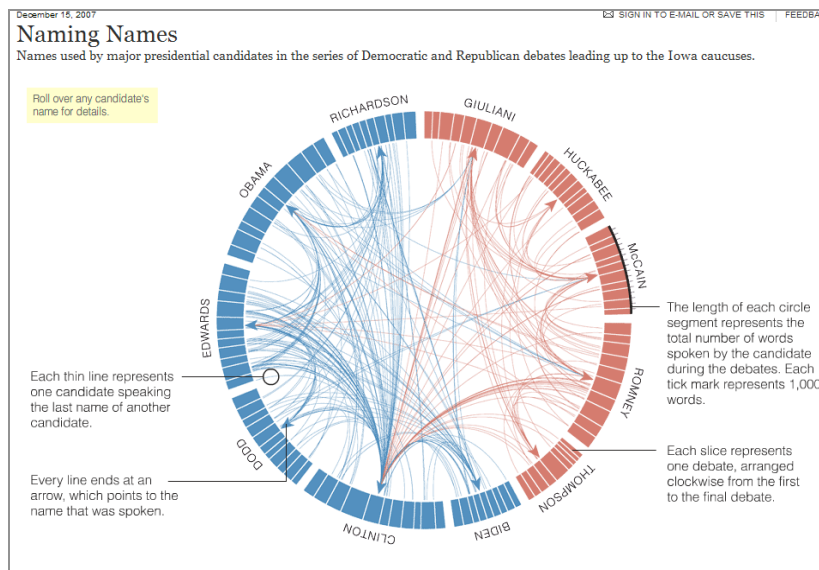 December 15, 2007
SIGN IN TO E-MAIL OR SAVE THIS
FEEDBA
Naming Names
Names used by major presidential candidates in the series of Democratic and Republican debates leading up to the Iowa caucuses.
Roll over any candidate's
name for details.
RICHARDSON
GIULIANI
OBAMA
HUCKABEE
McCAIN
EDWARDS
ROMNEY
DODD
THOMPSON
CLINTON
BIDEN
The length of each circle
segment represents the
total number of words
spoken by the candidate
during the debates. Each
tick mark represents 1,000
words.
Each thin line represents
one candidate speaking
the last name of another
candidate.
Each slice represents
one debate, arranged
clockwise from the first
to the final debate.
Every line ends at an
arrow, which points to the
name that was spoken.